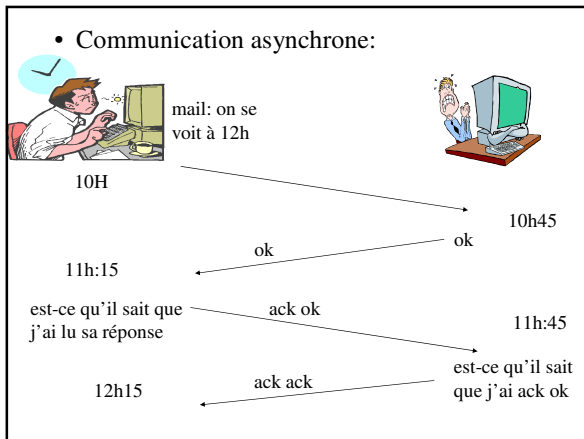 • Communication asynchrone:
mail: on se
voit à 12h
10H
10h45
ok
ok
11h:15
est-ce qu’il sait que
j’ai lu sa réponse
ack ok
11h:45
est-ce qu’il sait
que j’ai ack ok
ack ack
12h15